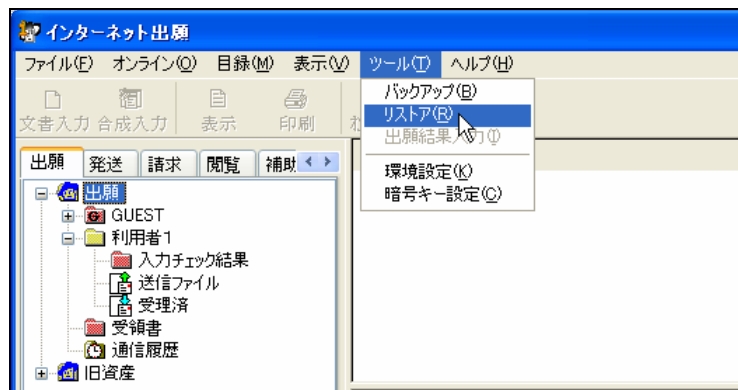 インターネット出願
ファイル(F) オンライン(O) 目録(M) 表示(V) ツール(T) ヘルプ(H)
文書入力 合成入力 表示 印刷
バックアップ(B)
リストア(R)
出願結果入力(I)
環境設定(K)
暗号キー設定(C)
出願 発送 請求 閲覧 補助
出願
GUEST
利用者1
入力チェック結果
送信ファイル
受理済
受領書
通信履歴
旧資産